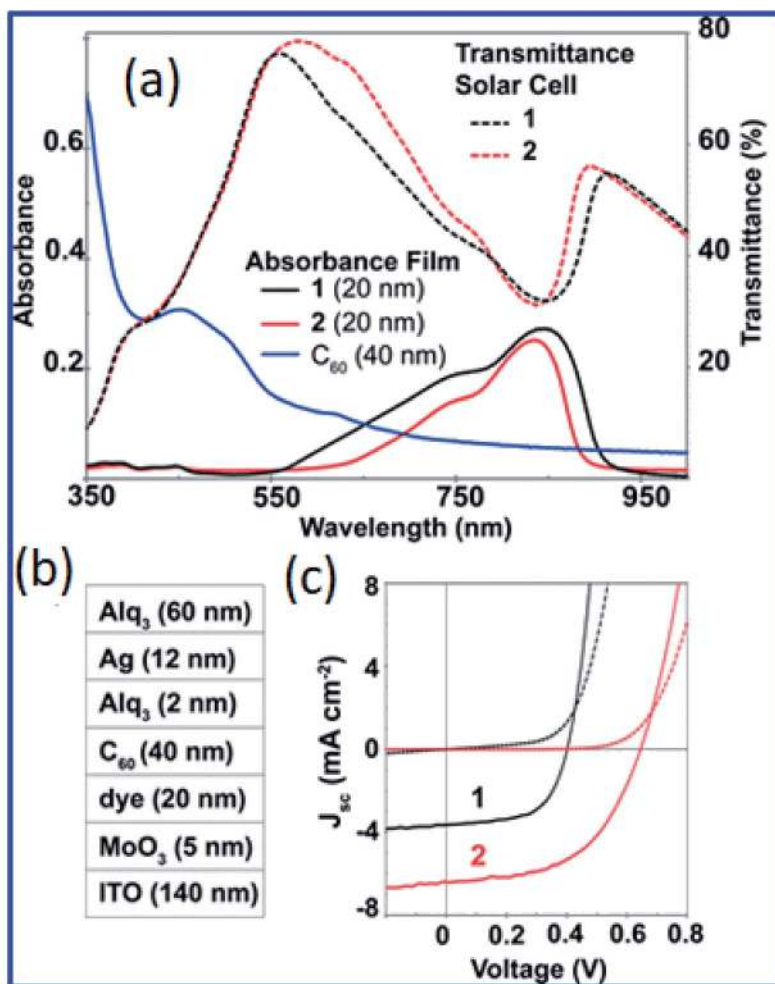 (a)
Transmittance
Solar Cell
1
2
Absorbance Film
1 (20 nm)
2 (20 nm)
C₆₀ (40 nm)
Absorbance
0.6
0.4
0.2
Transmittance (%)
80
60
40
20
350 550 750 950
Wavelength (nm)
(b)
Alq₃ (60 nm)
Ag (12 nm)
Alq₃ (2 nm)
C₆₀ (40 nm)
dye (20 nm)
MoO₃ (5 nm)
ITO (140 nm)
(c)
J_sc (mA cm⁻²)
8
4
0
-4
-8
1
2
0 0.2 0.4 0.6 0.8
Voltage (V)